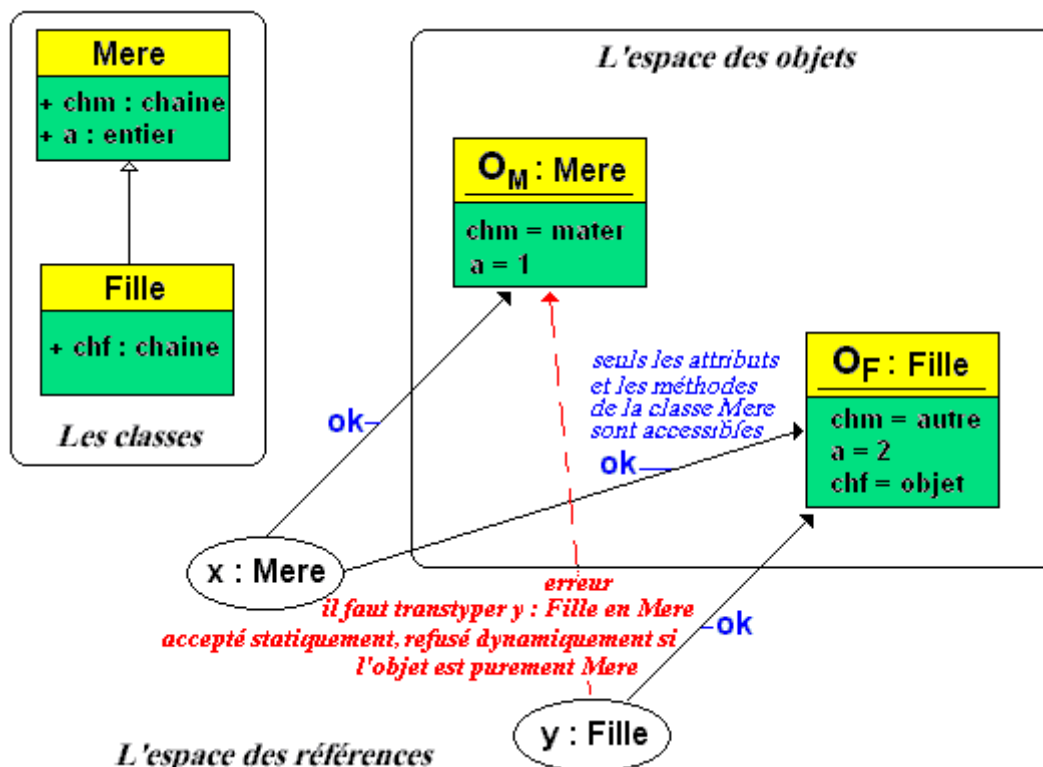 Mere
+ chm : chaine
+ a : entier
Fille
+ chf : chaine
Les classes
L'espace des objets
OM : Mere
chm = mater
a = 1
seuls les attributs
et les méthodes
de la classe Mere
sont accessibles
OF : Fille
chm = autre
a = 2
chf = objet
ok
ok
x : Mere
erreur
il faut transtyper y : Fille en Mere
accepté statiquement, refusé dynamiquement si
l'objet est purement Mere
ok
y : Fille
L'espace des références